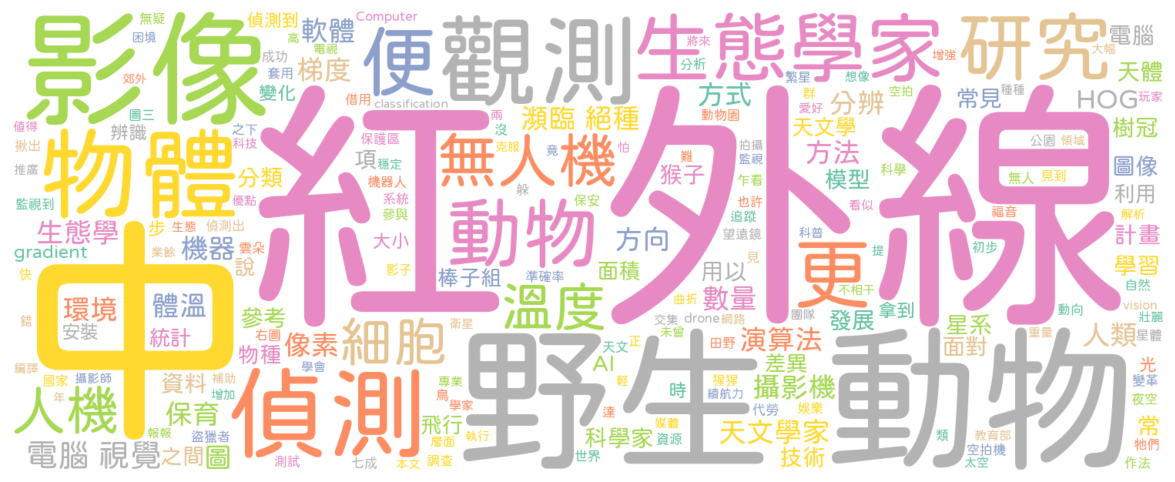 影像
紅外線
野生動物
中
物體
觀測
生態學家
研究
便
偵測
無人機
動物
更
溫度
細胞
人機
電腦 視覺
瀕臨 絕種
HOG
軟體
梯度
變化
辨識
分類
生態學
gradient
機器
說
步
環境
體溫
安裝
統計
參考
物種
像素
資料
保育
之間
圖
飛行
AI
科學家
天文學家
技術
攝影機
差異
演算法
發展
數量
用以
面積
棒子組
方向
大小
項
猴子
方式
分辨
天文學
方法
模型
常見
電腦
天體
樹冠
圖像
利用
計畫
學習
星系
面對
人類
光
常
拿到
時
無疑
困境
偵測到
高
電視
Computer
成功
套用
郊外
圖三
之下
科技
值得
揪出
推廣
監視到
優點
生態
偵測出
業餘
雲朵
快
錯
編譯
國家
年
攝影師
學會
補助
增加
報報
盜獵者
右圖
測試
七成
本文
層面
調查
執行
專業
鳥
學家
影子
衛星
準確率
曲折
交集
未曾
drone
網路
天文
正
輕
達
世界
媒體
資源
猩猩
續航力
代勞
娛樂
田野
團隊
classification
借用
保護區
穩定
機器人
系統
參與
兩
沒
克服
竟
怕
躲
保安
望遠鏡
動物園
難
乍看
也許
追蹤
拍攝
監視
看似
科普
見
不相干
提
初步
福音
科學
無人
見到
公園
領域
解析
自然
動向
vision
壯麗
星體
重量
變革
夜空
牠們
作法
教育部
空拍機
太空
類
將來
分析
群
愛好
空拍
繁星
想像
增強
種種
大幅
玩家